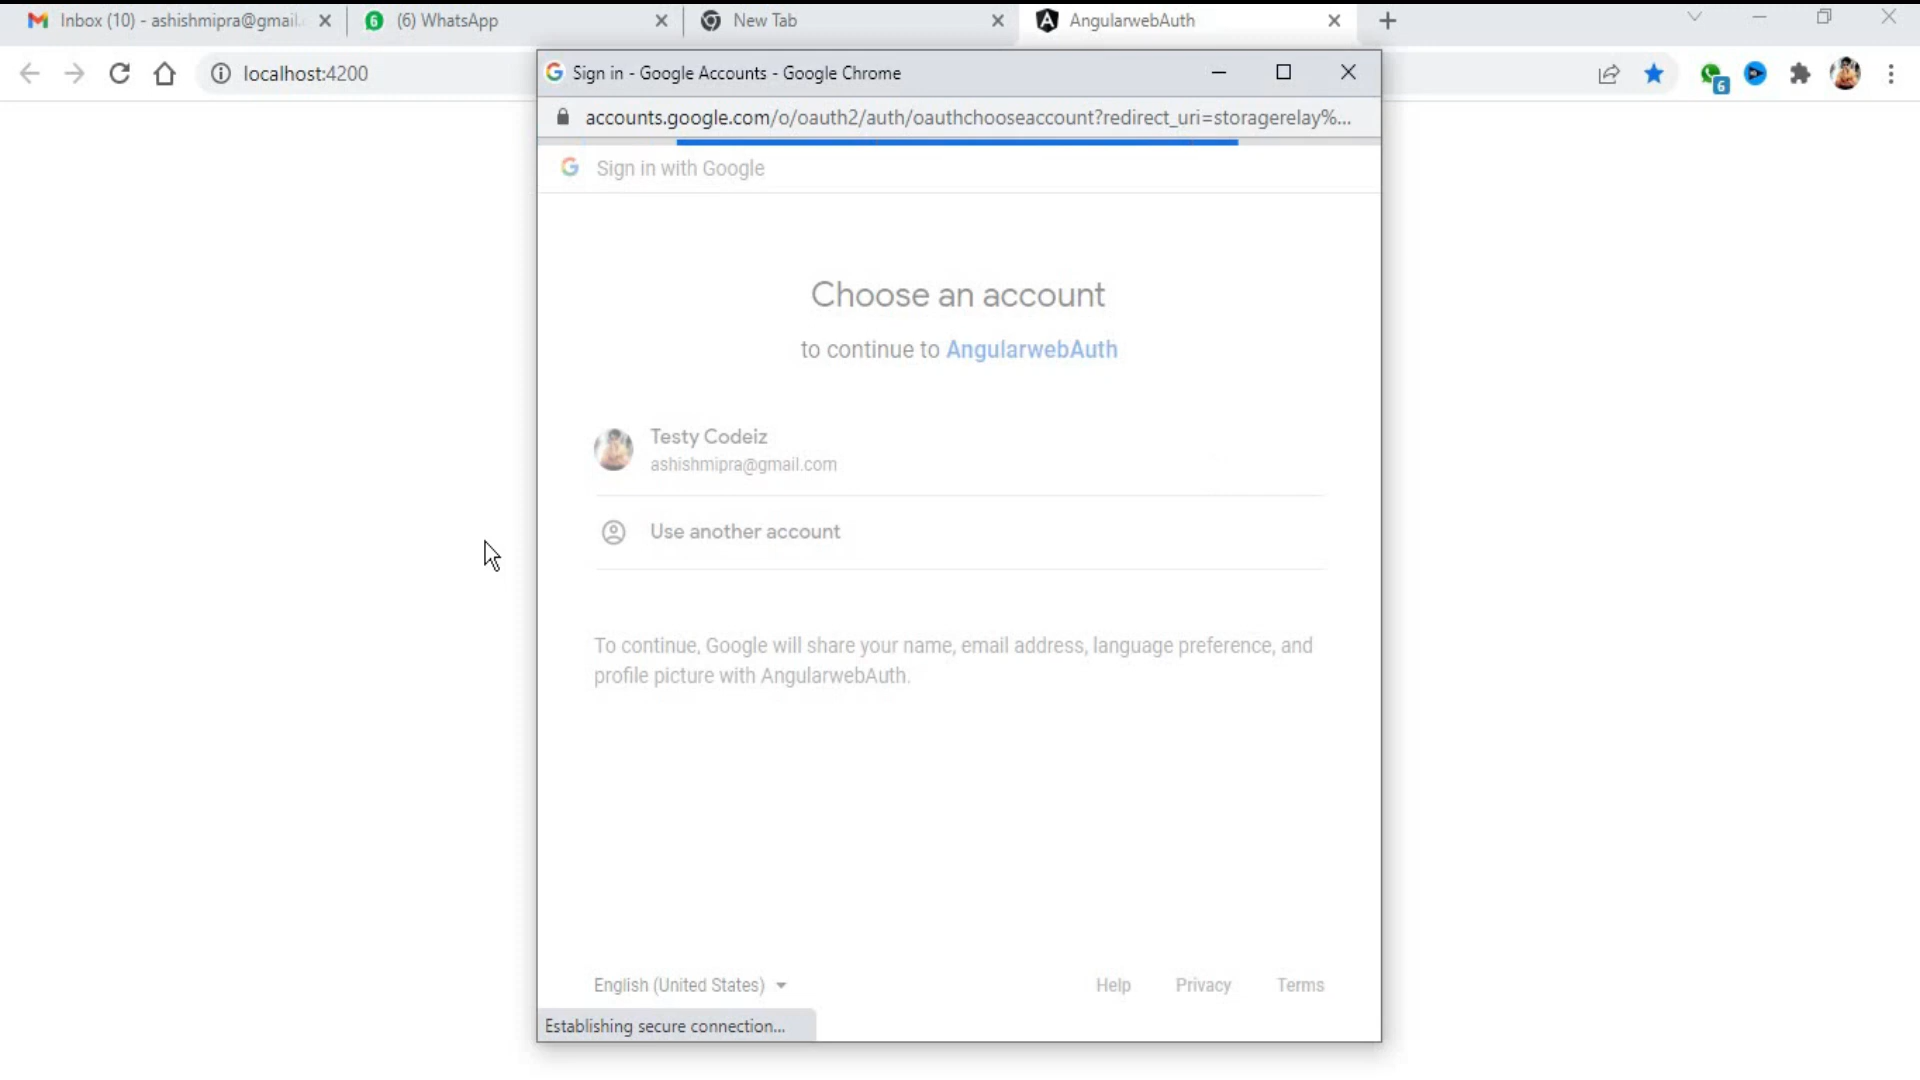 Inbox (10) - ashishmipra@gmail.
(6) WhatsApp
New Tab
AngularwebAuth
localhost:4200
6
Sign in - Google Accounts - Google Chrome
accounts.google.com/o/oauth2/auth/oauthchooseaccount?redirect_uri=storagerelay%...
Sign in with Google
Choose an account
to continue to AngularwebAuth
Testy Codeiz
ashishmipra@gmail.com
Use another account
To continue, Google will share your name, email address, language preference, and
profile picture with AngularwebAuth.
English (United States)
Help
Privacy
Terms
Establishing secure connection...